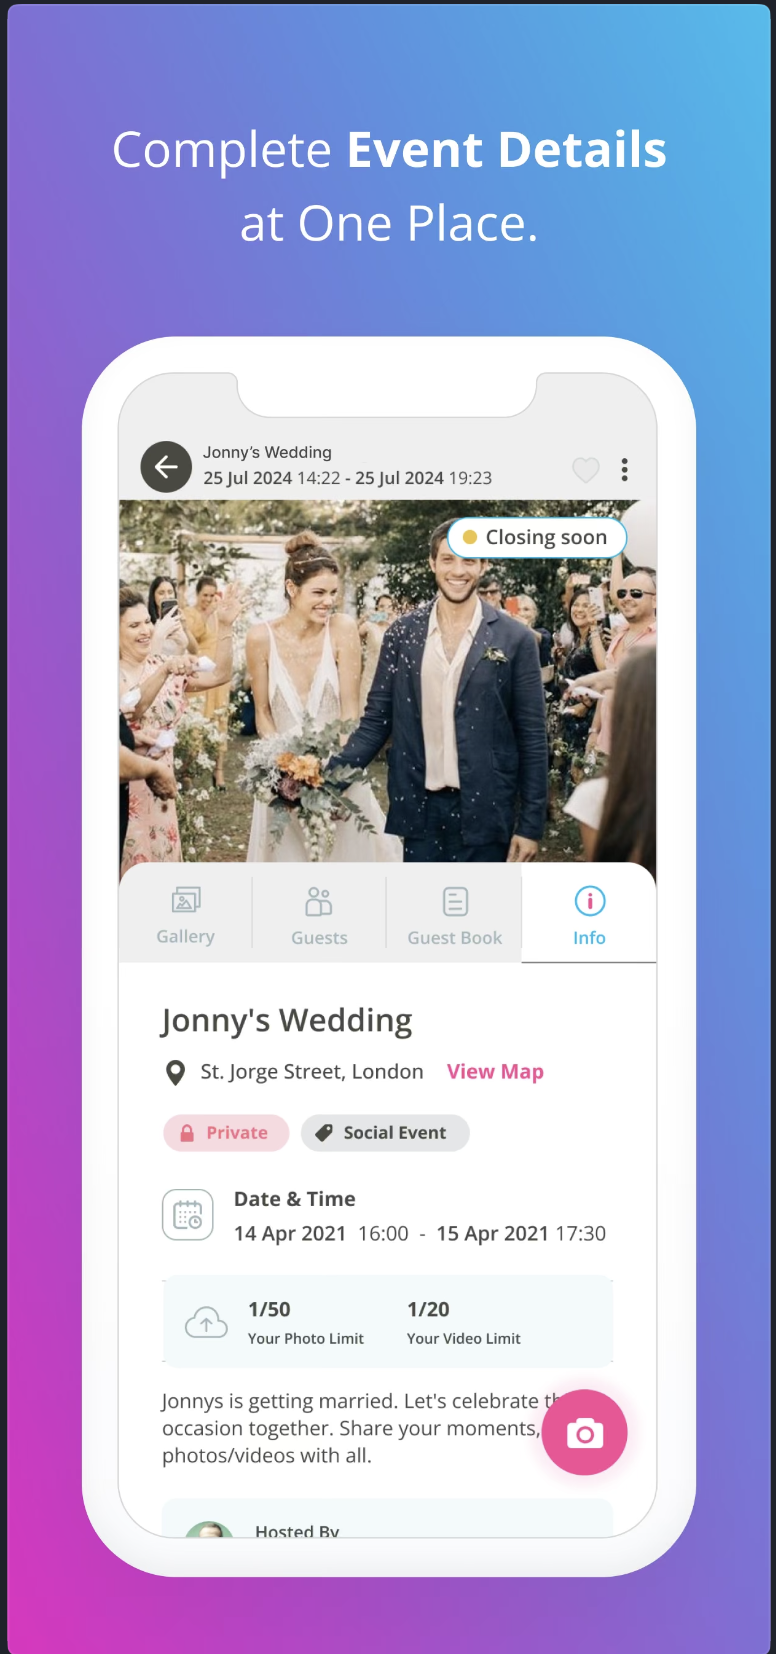 Complete Event Details
at One Place.
Jonny’s Wedding
25 Jul 2024 14:22 - 25 Jul 2024 19:23
Closing soon
Gallery
Guests
Guest Book
Info
Jonny's Wedding
St. Jorge Street, London View Map
Private
Social Event
Date & Time
14 Apr 2021 16:00 - 15 Apr 2021 17:30
1/50
Your Photo Limit
1/20
Your Video Limit
Jonnys is getting married. Let's celebrate
occasion together. Share your moments,
photos/videos with all.
Hosted By